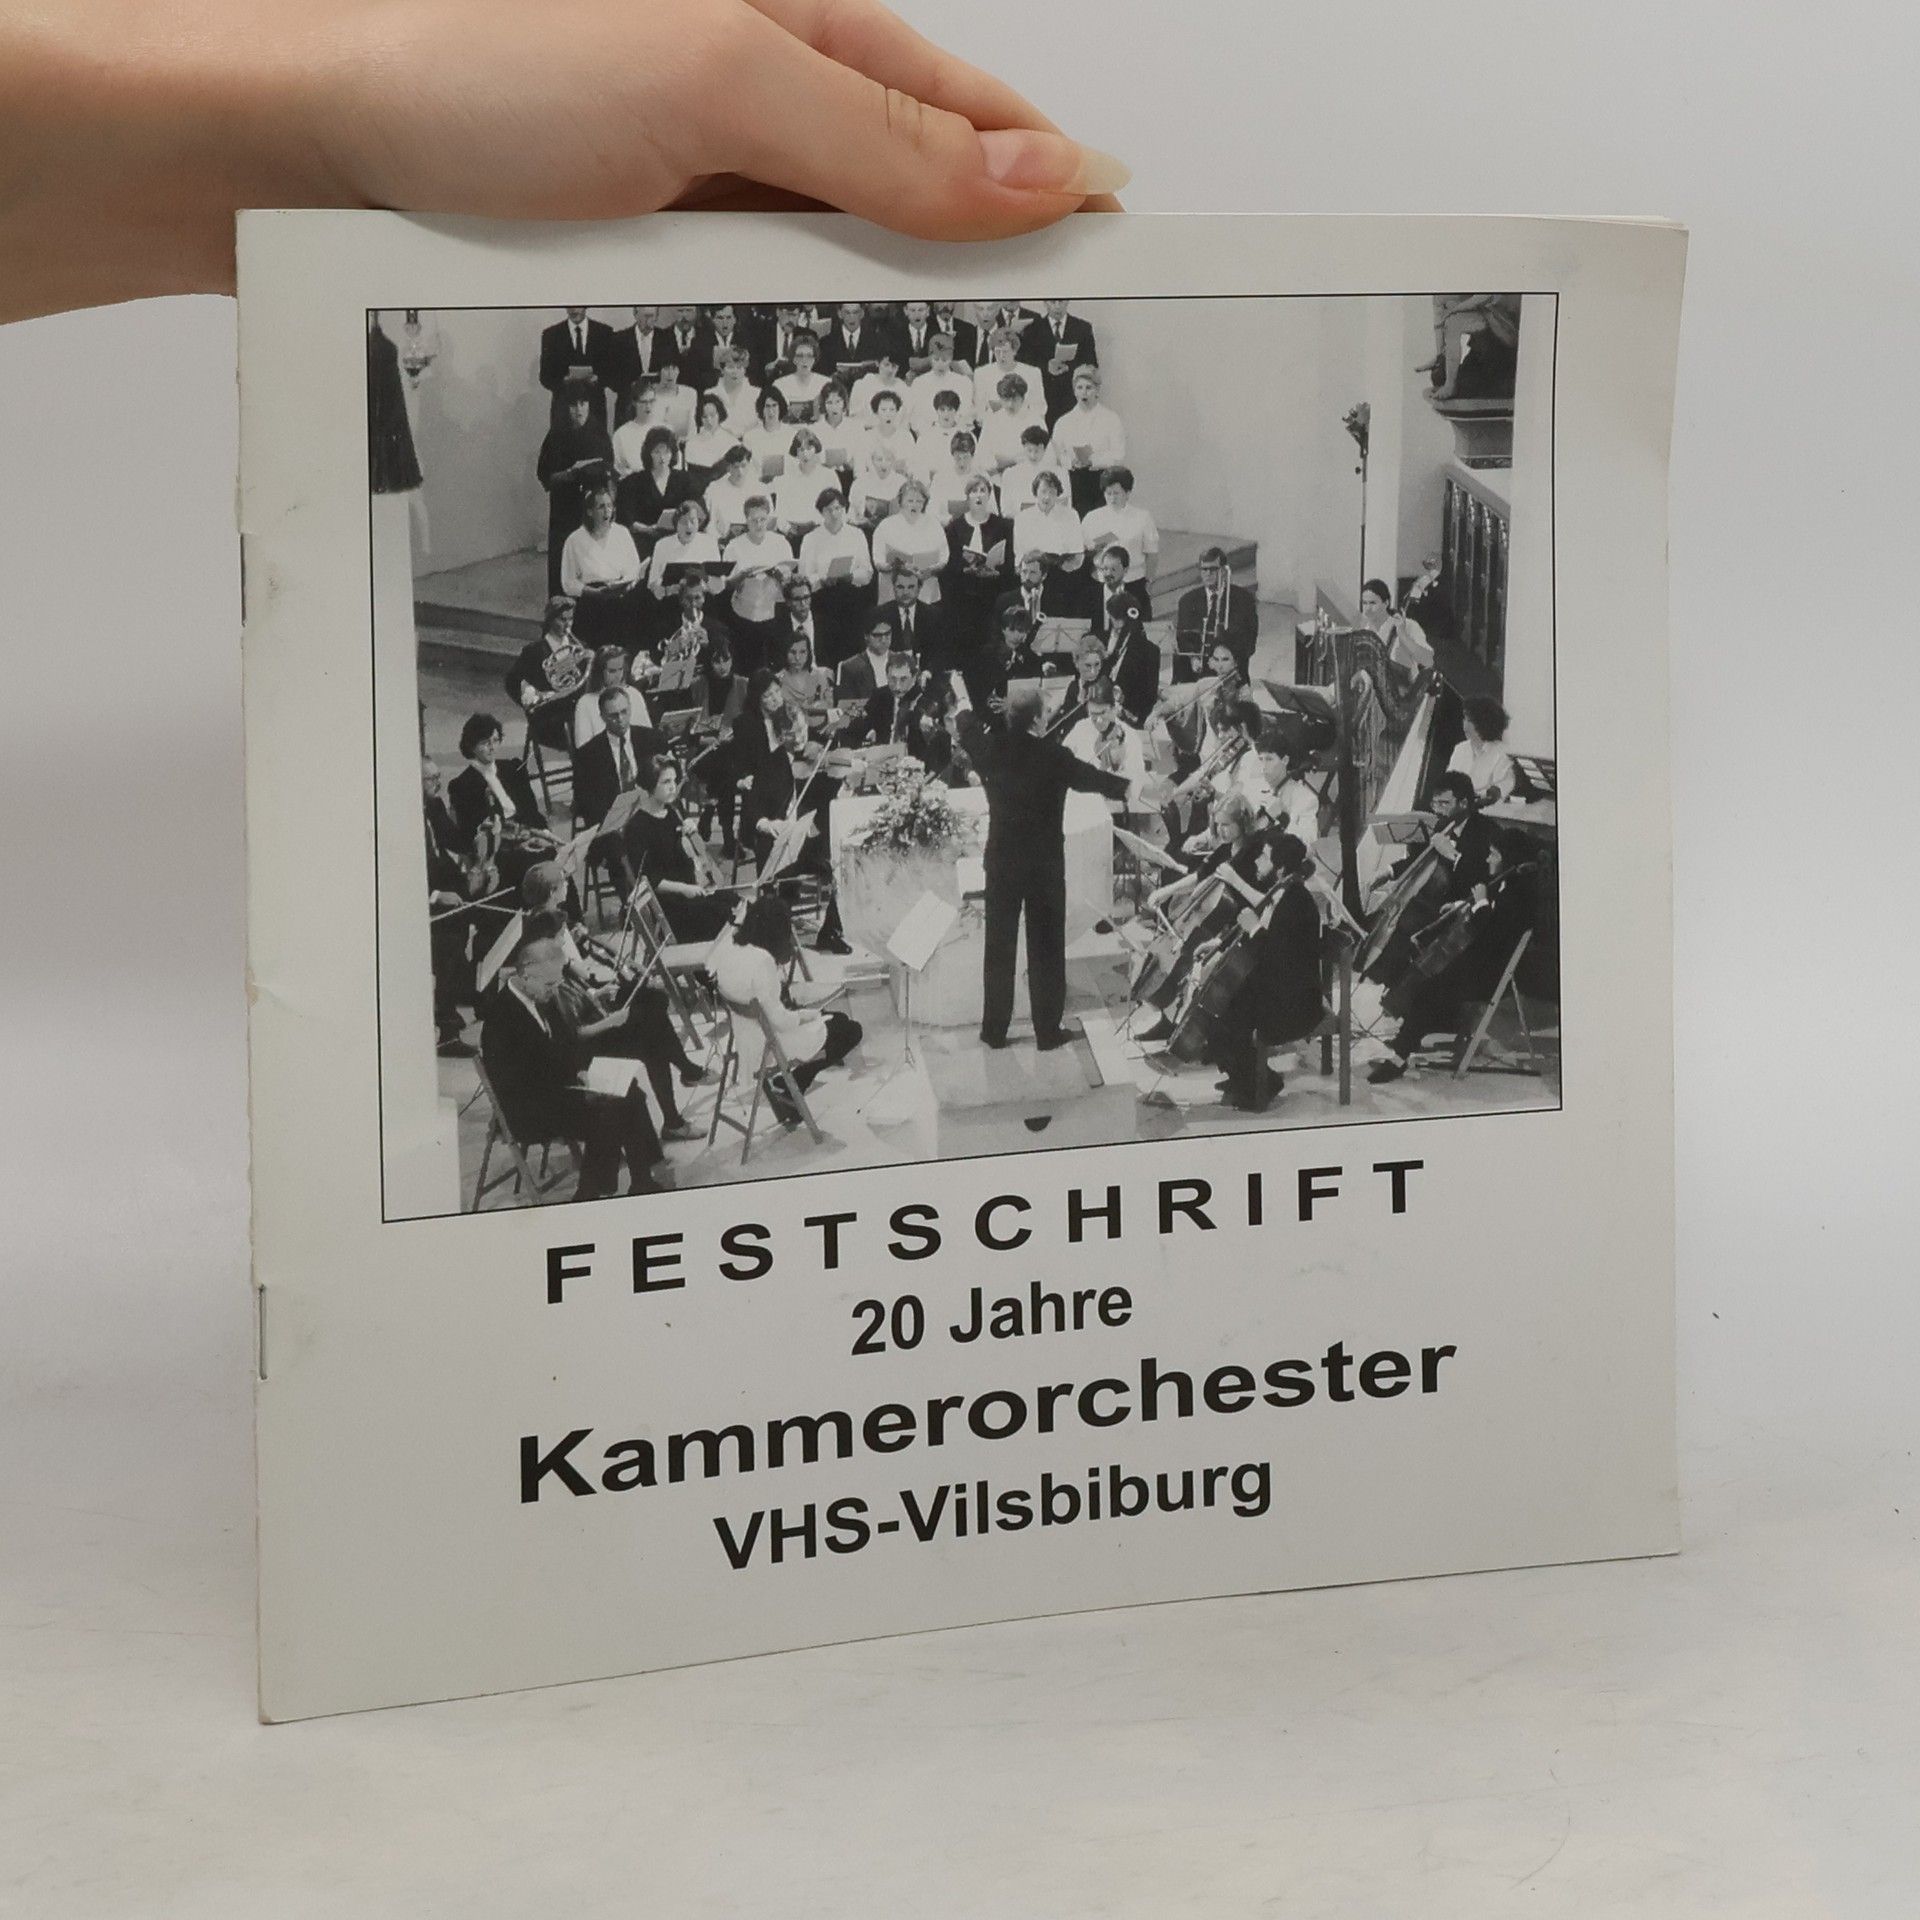 FESTSCHRIFT
20 Jahre
Kammerorchester
VHS-Vilsbiburg